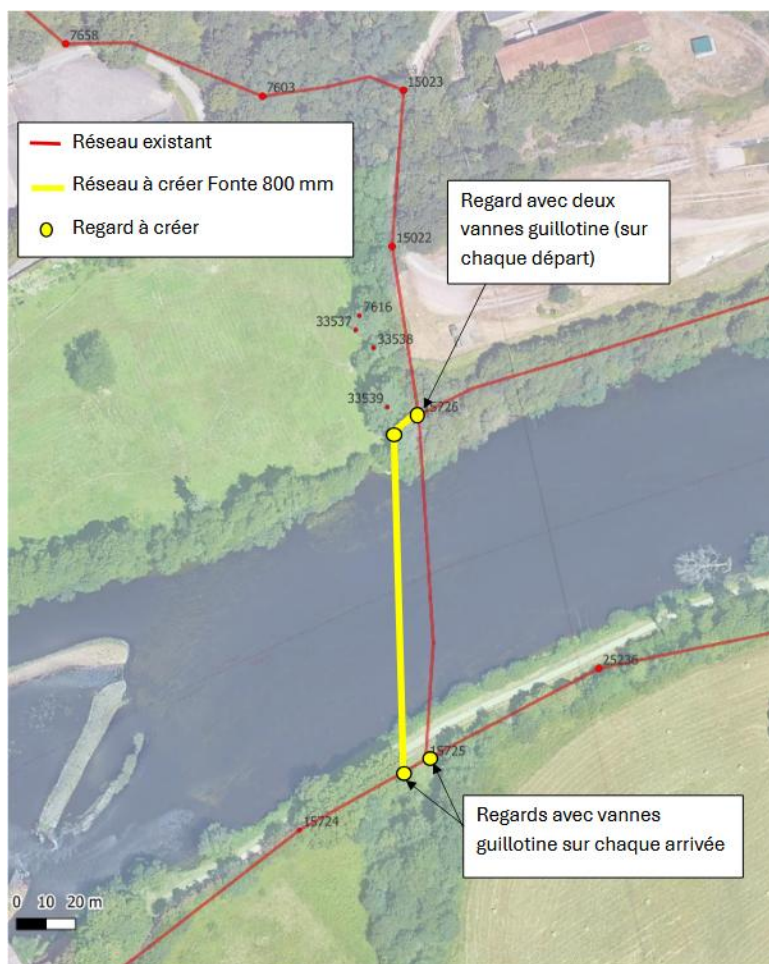 7658
7603
15023
Réseau existant
Réseau à créer Fonte 800 mm
Regard à créer
Regard avec deux
vannes guillotine (sur
chaque départ)
15022
7616
33537
33538
33539
15726
25236
15725
15724
Regards avec vannes
guillotine sur chaque arrivée
0 10 20 m